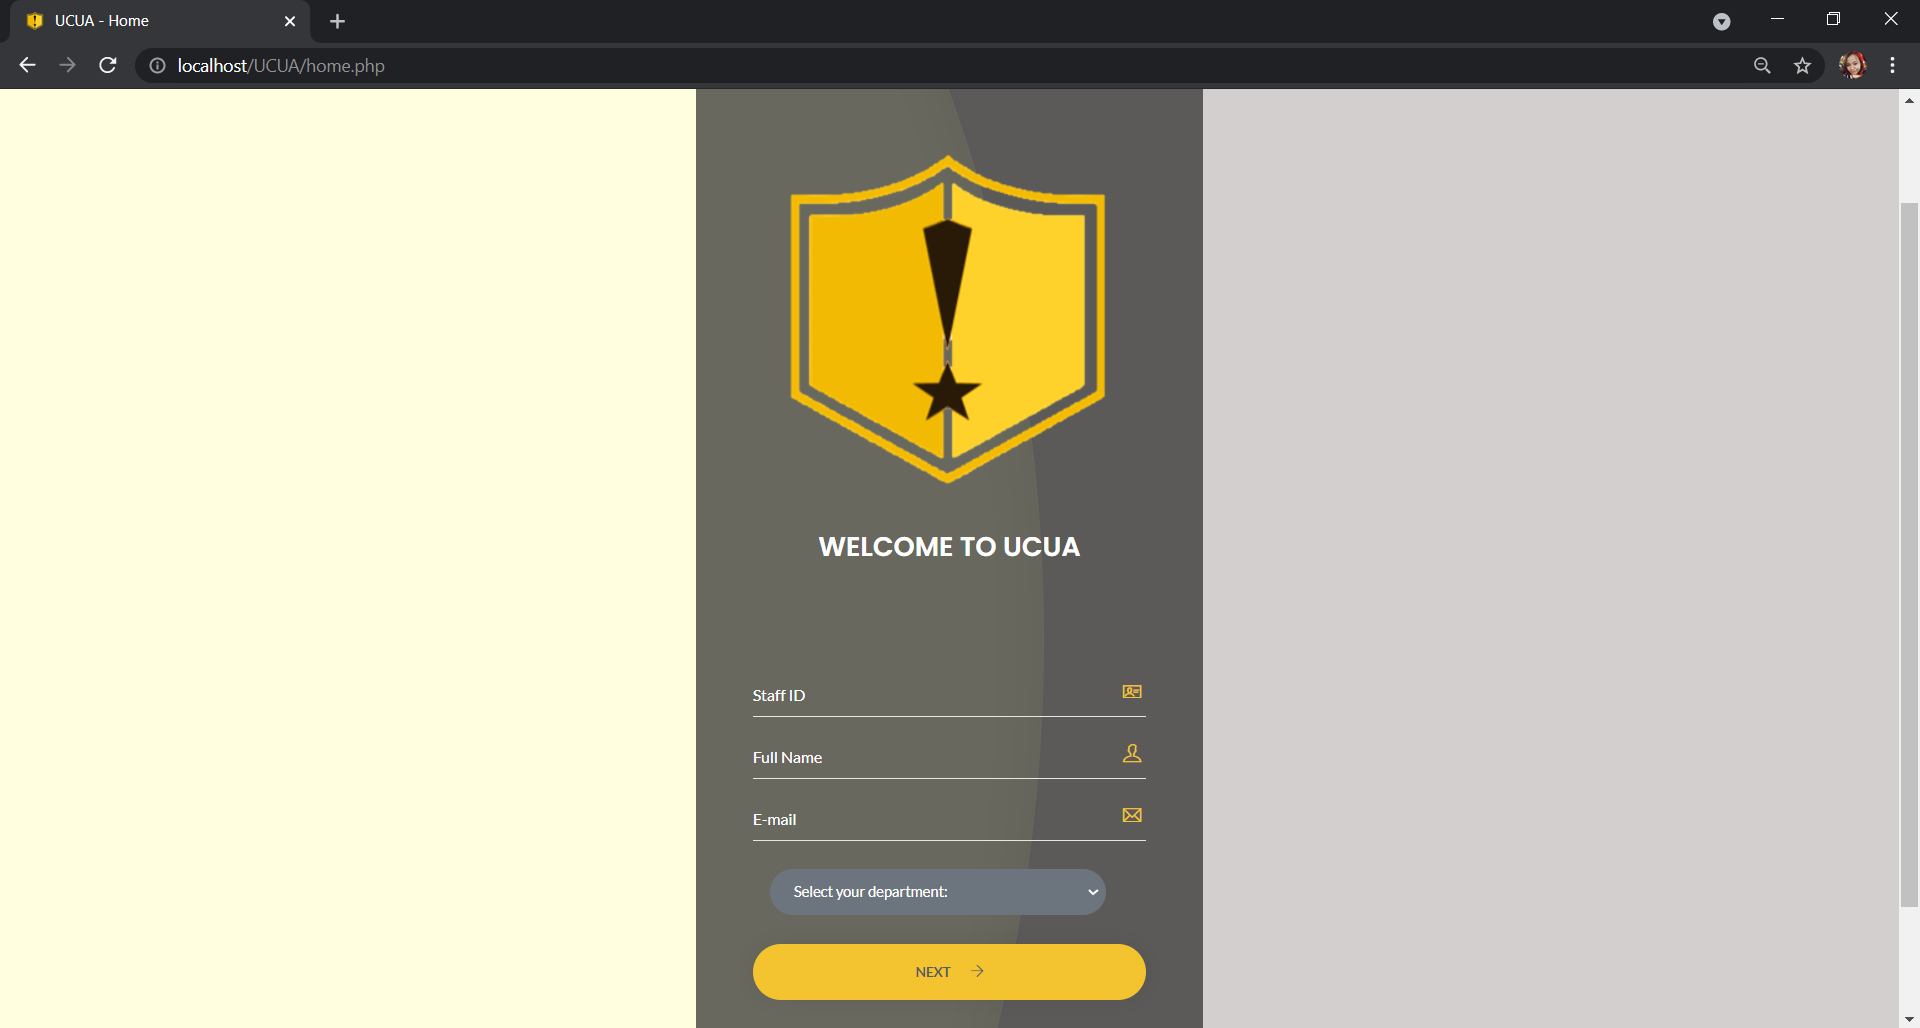 UCUA - Home
localhost/UCUA/home.php
WELCOME TO UCUA
Staff ID
Full Name
E-mail
Select your department:
NEXT